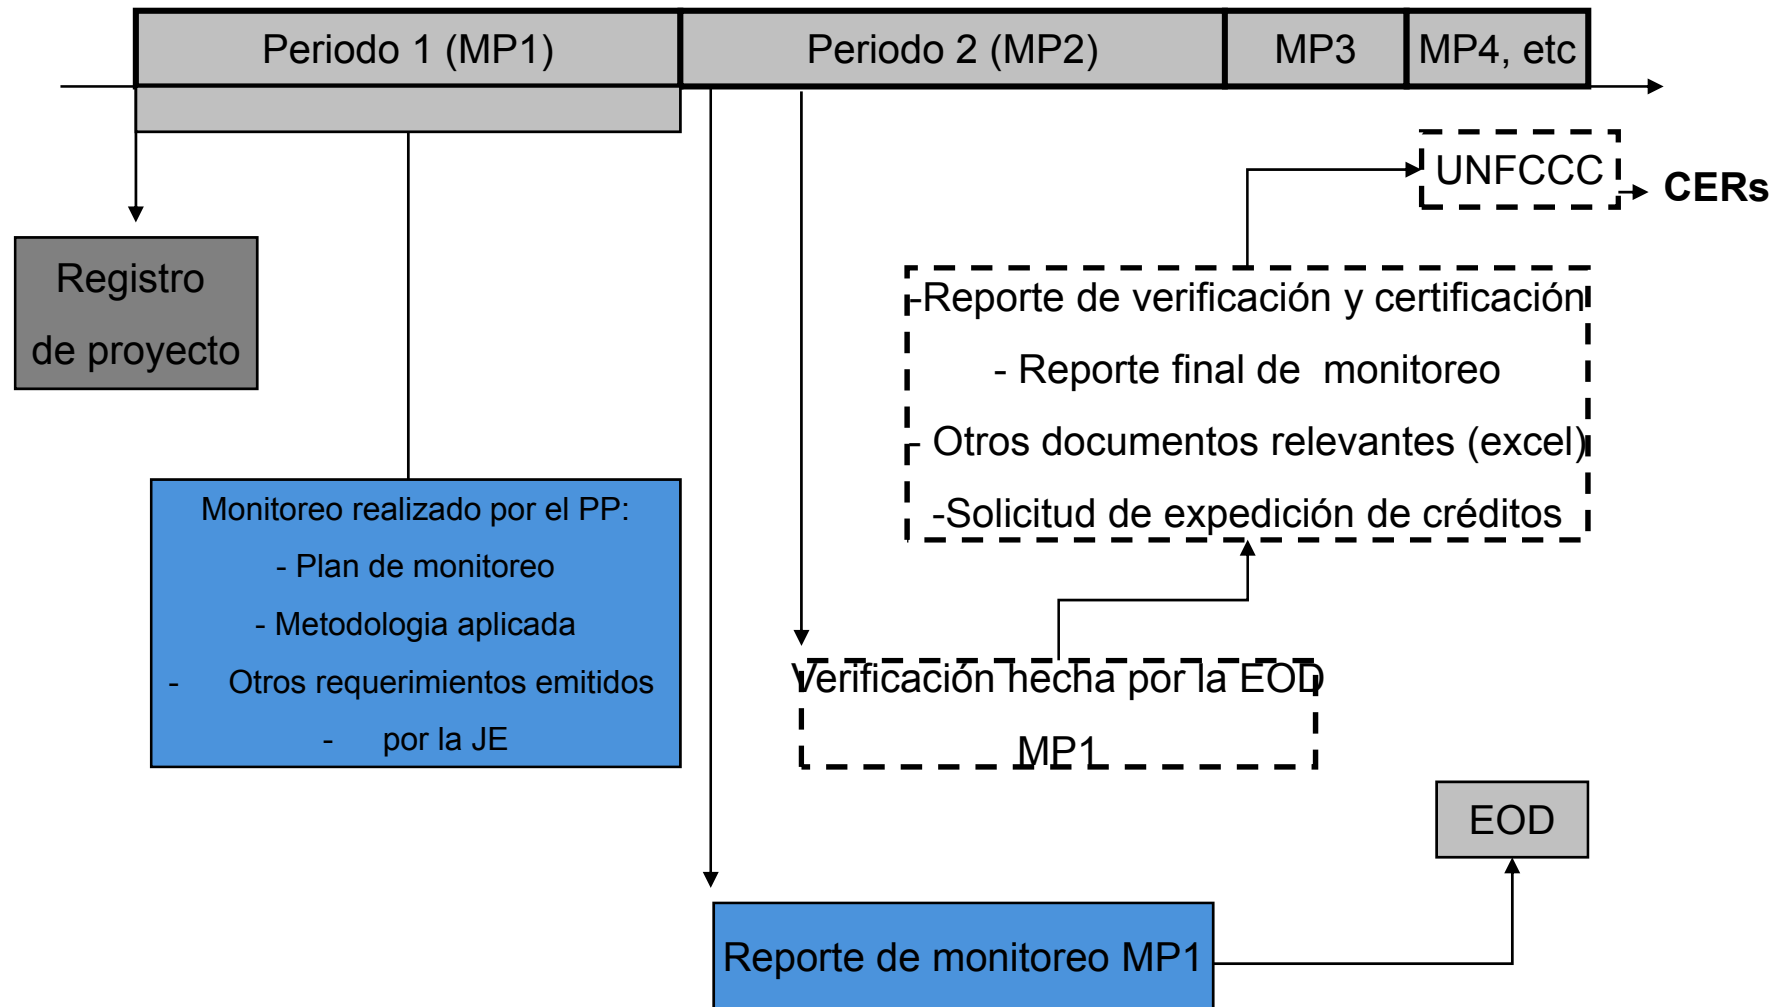 Periodo 1 (MP1)
Periodo 2 (MP2)
MP3
MP4, etc
UNFCCC
CERs
Registro
de proyecto
-Reporte de verificación y certificación
- Reporte final de monitoreo
- Otros documentos relevantes (excel)
-Solicitud de expedición de créditos
Monitoreo realizado por el PP:
- Plan de monitoreo
- Metodologia aplicada
- Otros requerimientos emitidos
- por la JE
Verificación hecha por la EOD
MP1
EOD
Reporte de monitoreo MP1